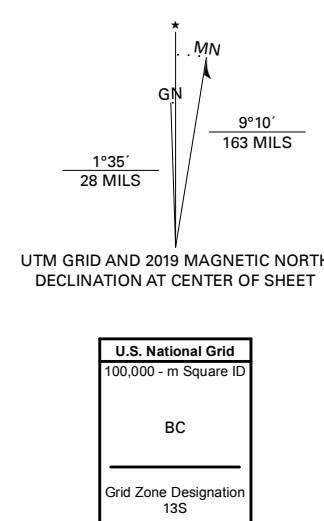 ★
MN
GN
9°10´
163 MILS
1°35´
28 MILS
UTM GRID AND 2019 MAGNETIC NORTH
DECLINATION AT CENTER OF SHEET
U.S. National Grid
100,000 - m Square ID
BC
Grid Zone Designation
13S